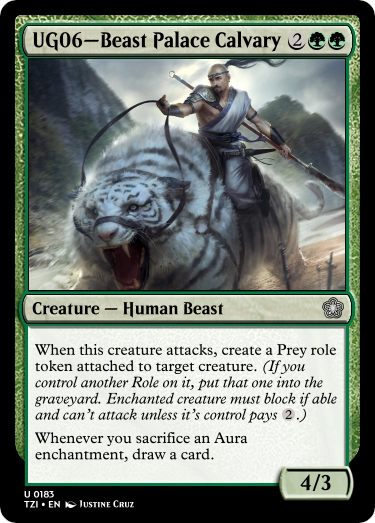 UG06—Beast Palace Calvary 2
Creature — Human Beast
When this creature attacks, create a Prey role
token attached to target creature. (If you
control another Role on it, put that one into the
graveyard. Enchanted creature must block if able
and can't attack unless it's control pays 2.)
Whenever you sacrifice an Aura
enchantment, draw a card.
4/3
U 0183
TZI • EN Justine Cruz